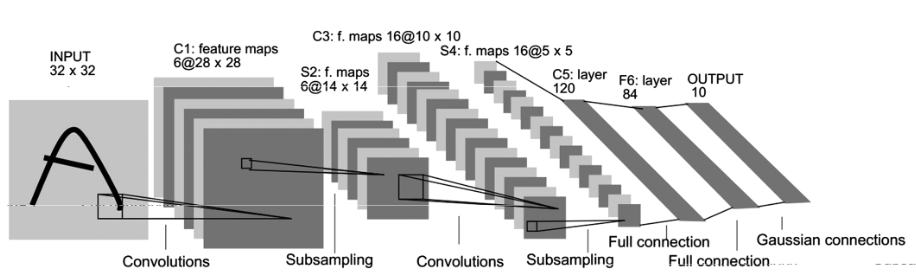 INPUT
32 x 32
C1: feature maps
6@28 x 28
S2: f. maps
6@14 x 14
C3: f. maps 16@10 x 10
S4: f. maps 16@5 x 5
C5: layer
120
F6: layer
84
OUTPUT
10
Convolutions
Subsampling
Convolutions
Subsampling
Full connection
Full connection
Gaussian connections